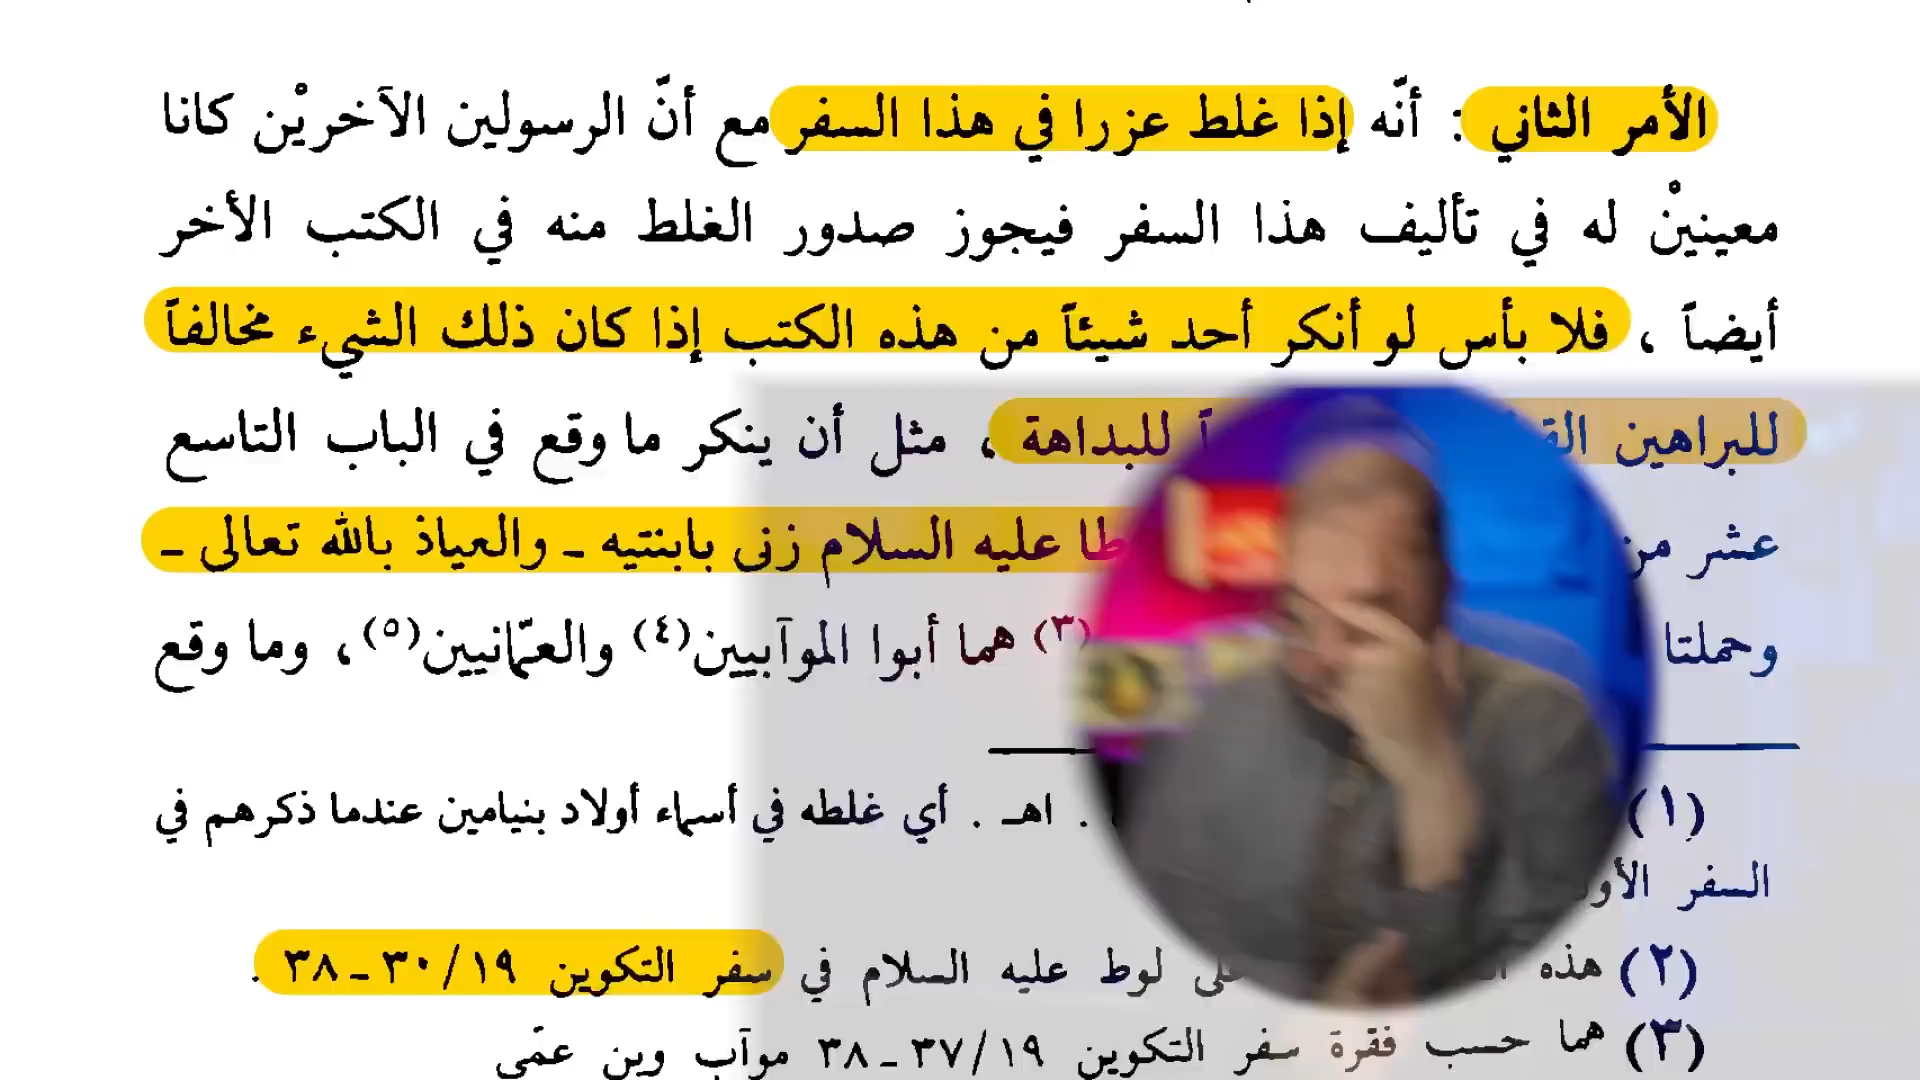 الأمر الثاني : أنّه إذا غلط عزرا في هذا السفر مع أنّ الرسولين الآخريْن كانا
معينيْن له في تأليف هذا السفر فيجوز صدور الغلط منه في الكتب الأخر
أيضاً ، فلا بأس لو أنكر أحد شيئاً من هذه الكتب إذا كان ذلك الشيء مخالفاً
للبراهين للبداهة ، مثل أن ينكر ما وقع في الباب التاسع
عشر من عليه السلام زنى بابنتيه ـ والعياذ بالله تعالى ـ
وحملتا (٣) هما أبوا الموآبيين(٤) والعمّانيين(٥) ، وما وقع
(١) . اهـ . أي غلطه في أسماء أولاد بنيامين عندما ذكرهم في
السفر
(٢) هذه لوط عليه السلام في سفر التكوين ١٩/٣٠ ـ ٣٨ .
(٣) هما حسب فقرة سفر التكوين ١٩/٣٧ ـ ٣٨ موآب وبن عمّي